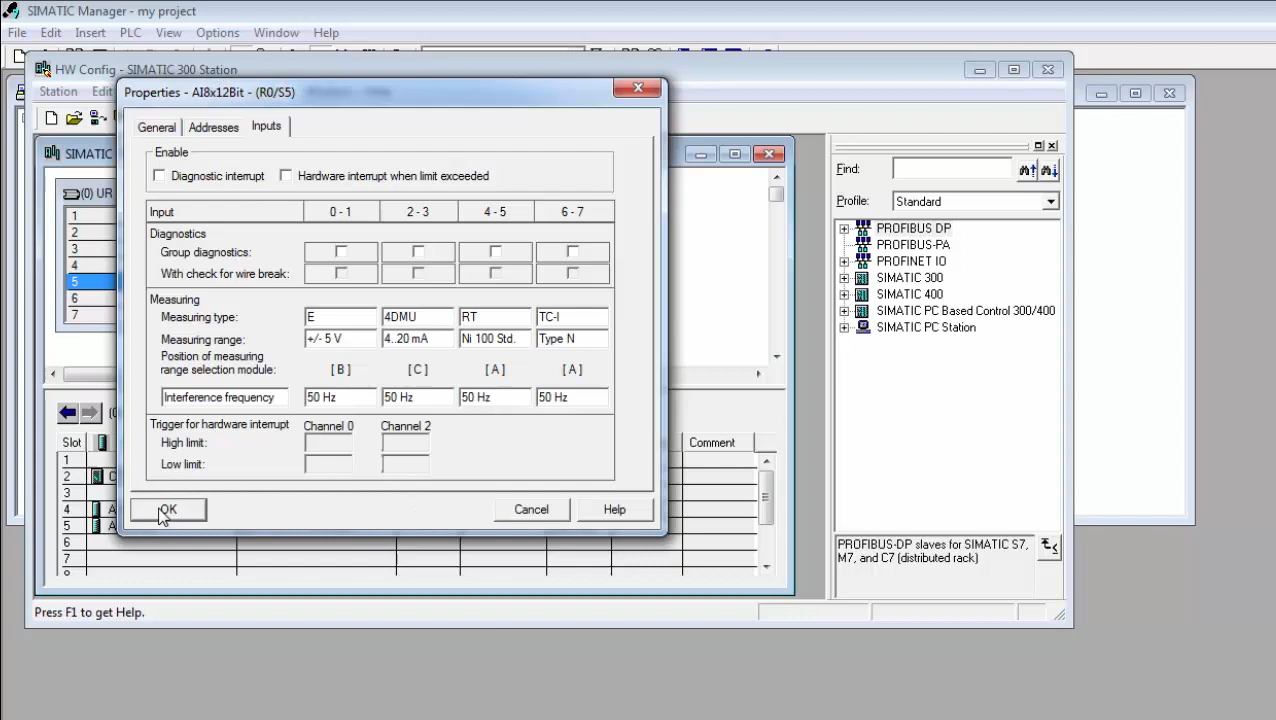 SIMATIC Manager - my project
File Edit Insert PLC View Options Window Help
HW Config - SIMATIC 300 Station
Station Edit
Properties - AI8x12Bit - (R0/S5)
General Addresses Inputs
Enable
Diagnostic interrupt Hardware interrupt when limit exceeded
Input 0 - 1 2 - 3 4 - 5 6 - 7
Diagnostics
Group diagnostics:
With check for wire break:
Measuring
Measuring type: E 4DMU RT TC-I
Measuring range: +/- 5 V 4..20 mA Ni 100 Std. Type N
Position of measuring
range selection module: [ B ] [ C ] [ A ] [ A ]
Interference frequency 50 Hz 50 Hz 50 Hz 50 Hz
Trigger for hardware interrupt Channel 0 Channel 2
High limit:
Low limit:
OK Cancel Help
SIMATIC
(0) UR
1
2
3
4
5
6
7
Slot Comment
1
2 C
3
4 A
5 A
6
7
8
Find:
Profile: Standard
PROFIBUS DP
PROFIBUS-PA
PROFINET IO
SIMATIC 300
SIMATIC 400
SIMATIC PC Based Control 300/400
SIMATIC PC Station
PROFIBUS-DP slaves for SIMATIC S7,
M7, and C7 (distributed rack)
Press F1 to get Help.